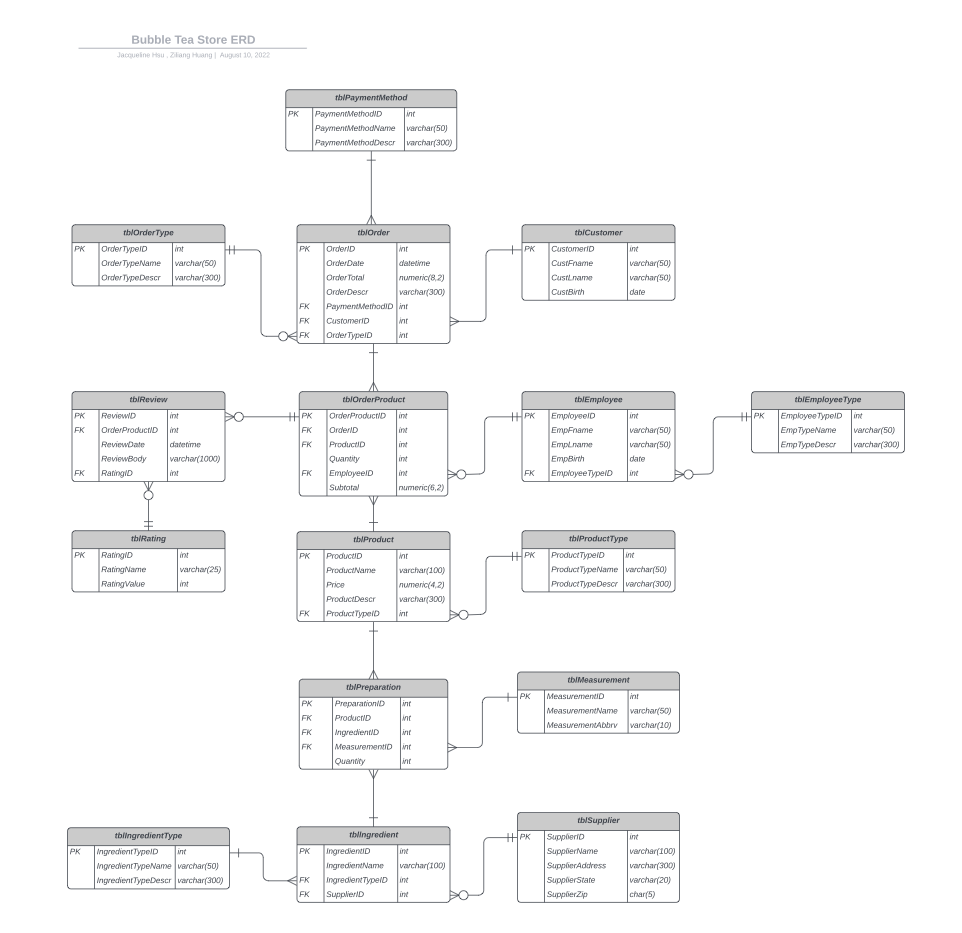 Bubble Tea Store ERD
Jacqueline Hsu , Ziliang Huang | August 10, 2022
tblPaymentMethod
PK PaymentMethodID int
PaymentMethodName varchar(50)
PaymentMethodDescr varchar(300)
tblOrderType
PK OrderTypeID int
OrderTypeName varchar(50)
OrderTypeDescr varchar(300)
tblOrder
PK OrderID int
OrderDate datetime
OrderTotal numeric(8,2)
OrderDescr varchar(300)
FK PaymentMethodID int
FK CustomerID int
FK OrderTypeID int
tblCustomer
PK CustomerID int
CustFname varchar(50)
CustLname varchar(50)
CustBirth date
tblReview
PK ReviewID int
FK OrderProductID int
ReviewDate datetime
ReviewBody varchar(1000)
FK RatingID int
tblOrderProduct
PK OrderProductID int
FK OrderID int
FK ProductID int
Quantity int
FK EmployeeID int
Subtotal numeric(6,2)
tblEmployee
PK EmployeeID int
EmpFname varchar(50)
EmpLname varchar(50)
EmpBirth date
FK EmployeeTypeID int
tblEmployeeType
PK EmployeeTypeID int
EmpTypeName varchar(50)
EmpTypeDescr varchar(300)
tblRating
PK RatingID int
RatingName varchar(25)
RatingValue int
tblProduct
PK ProductID int
ProductName varchar(100)
Price numeric(4,2)
ProductDescr varchar(300)
FK ProductTypeID int
tblProductType
PK ProductTypeID int
ProductTypeName varchar(50)
ProductTypeDescr varchar(300)
tblPreparation
PK PreparationID int
FK ProductID int
FK IngredientID int
FK MeasurementID int
Quantity int
tblMeasurement
PK MeasurementID int
MeasurementName varchar(50)
MeasurementAbbrv varchar(10)
tblIngredientType
PK IngredientTypeID int
IngredientTypeName varchar(50)
IngredientTypeDescr varchar(300)
tblIngredient
PK IngredientID int
IngredientName varchar(100)
FK IngredientTypeID int
FK SupplierID int
tblSupplier
PK SupplierID int
SupplierName varchar(100)
SupplierAddress varchar(300)
SupplierState varchar(20)
SupplierZip char(5)